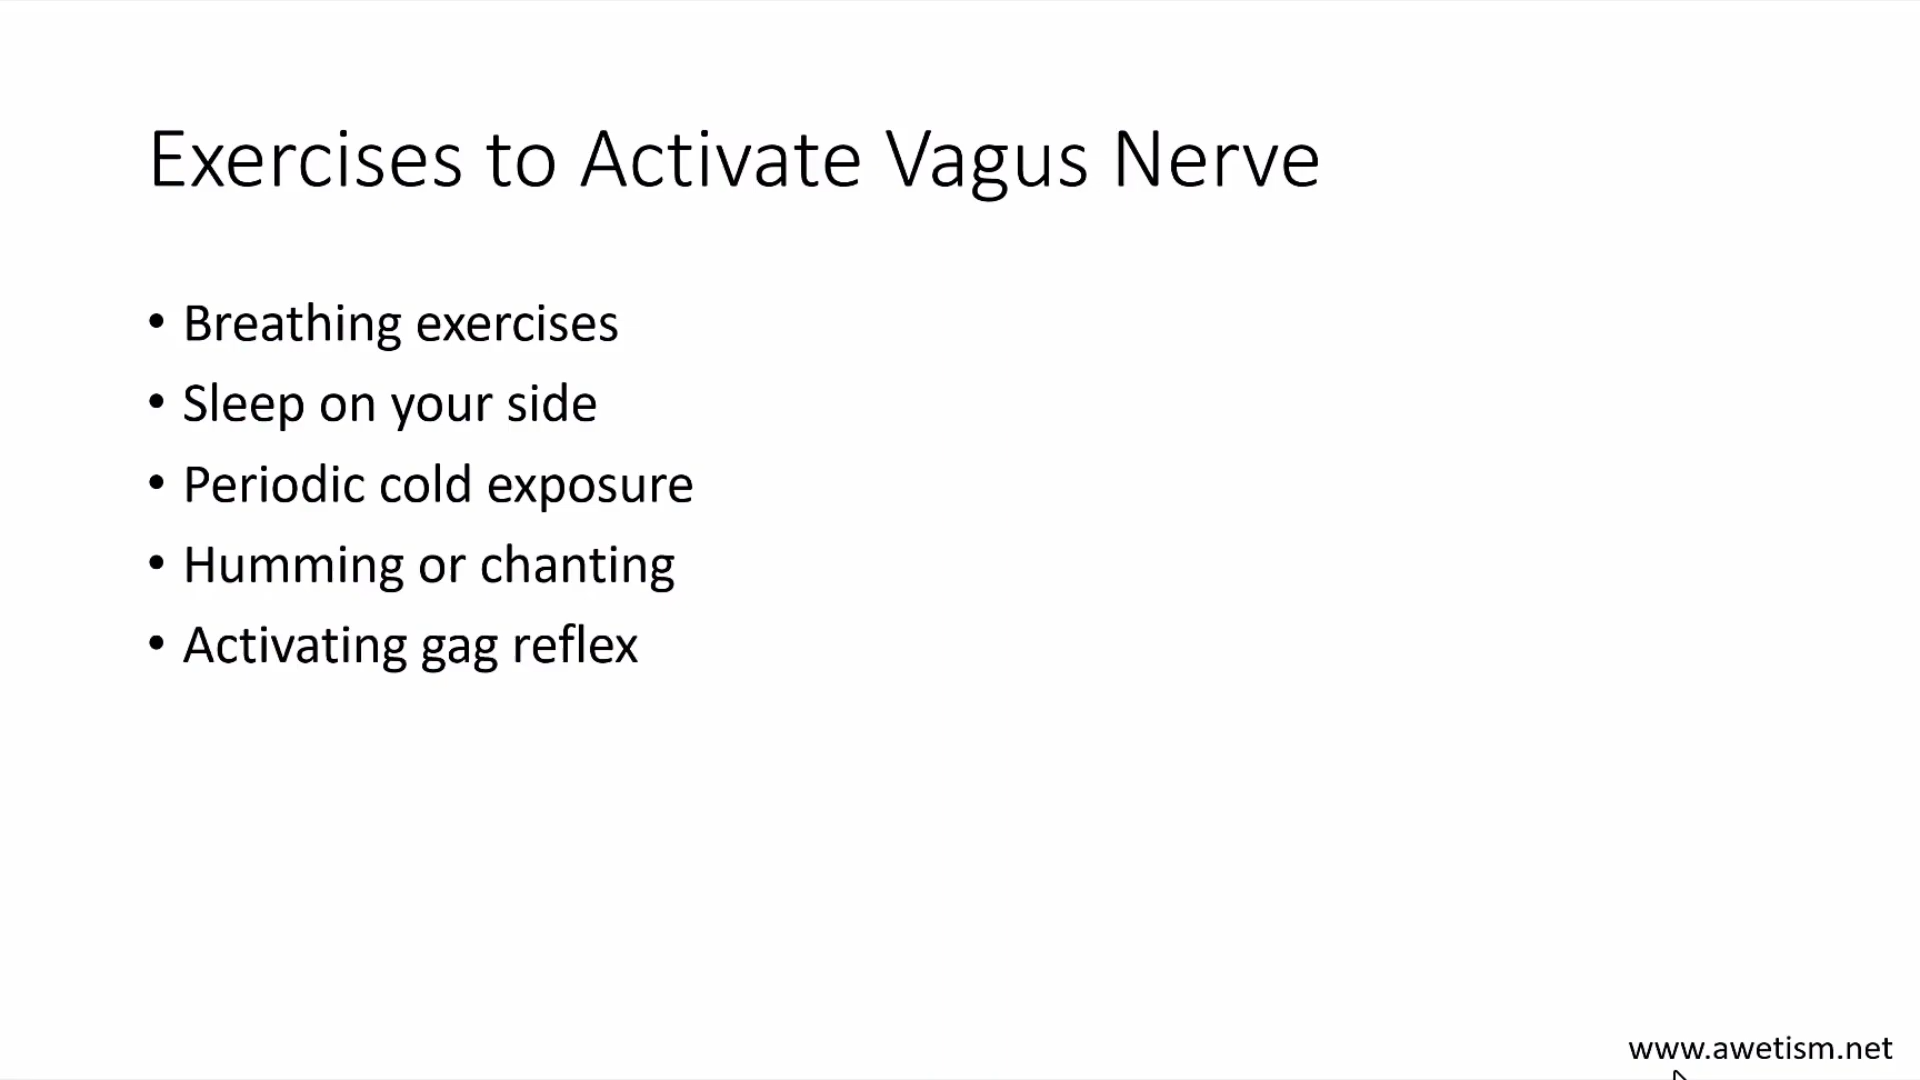 Exercises to Activate Vagus Nerve
• Breathing exercises
• Sleep on your side
• Periodic cold exposure
• Humming or chanting
• Activating gag reflex
www.awetism.net